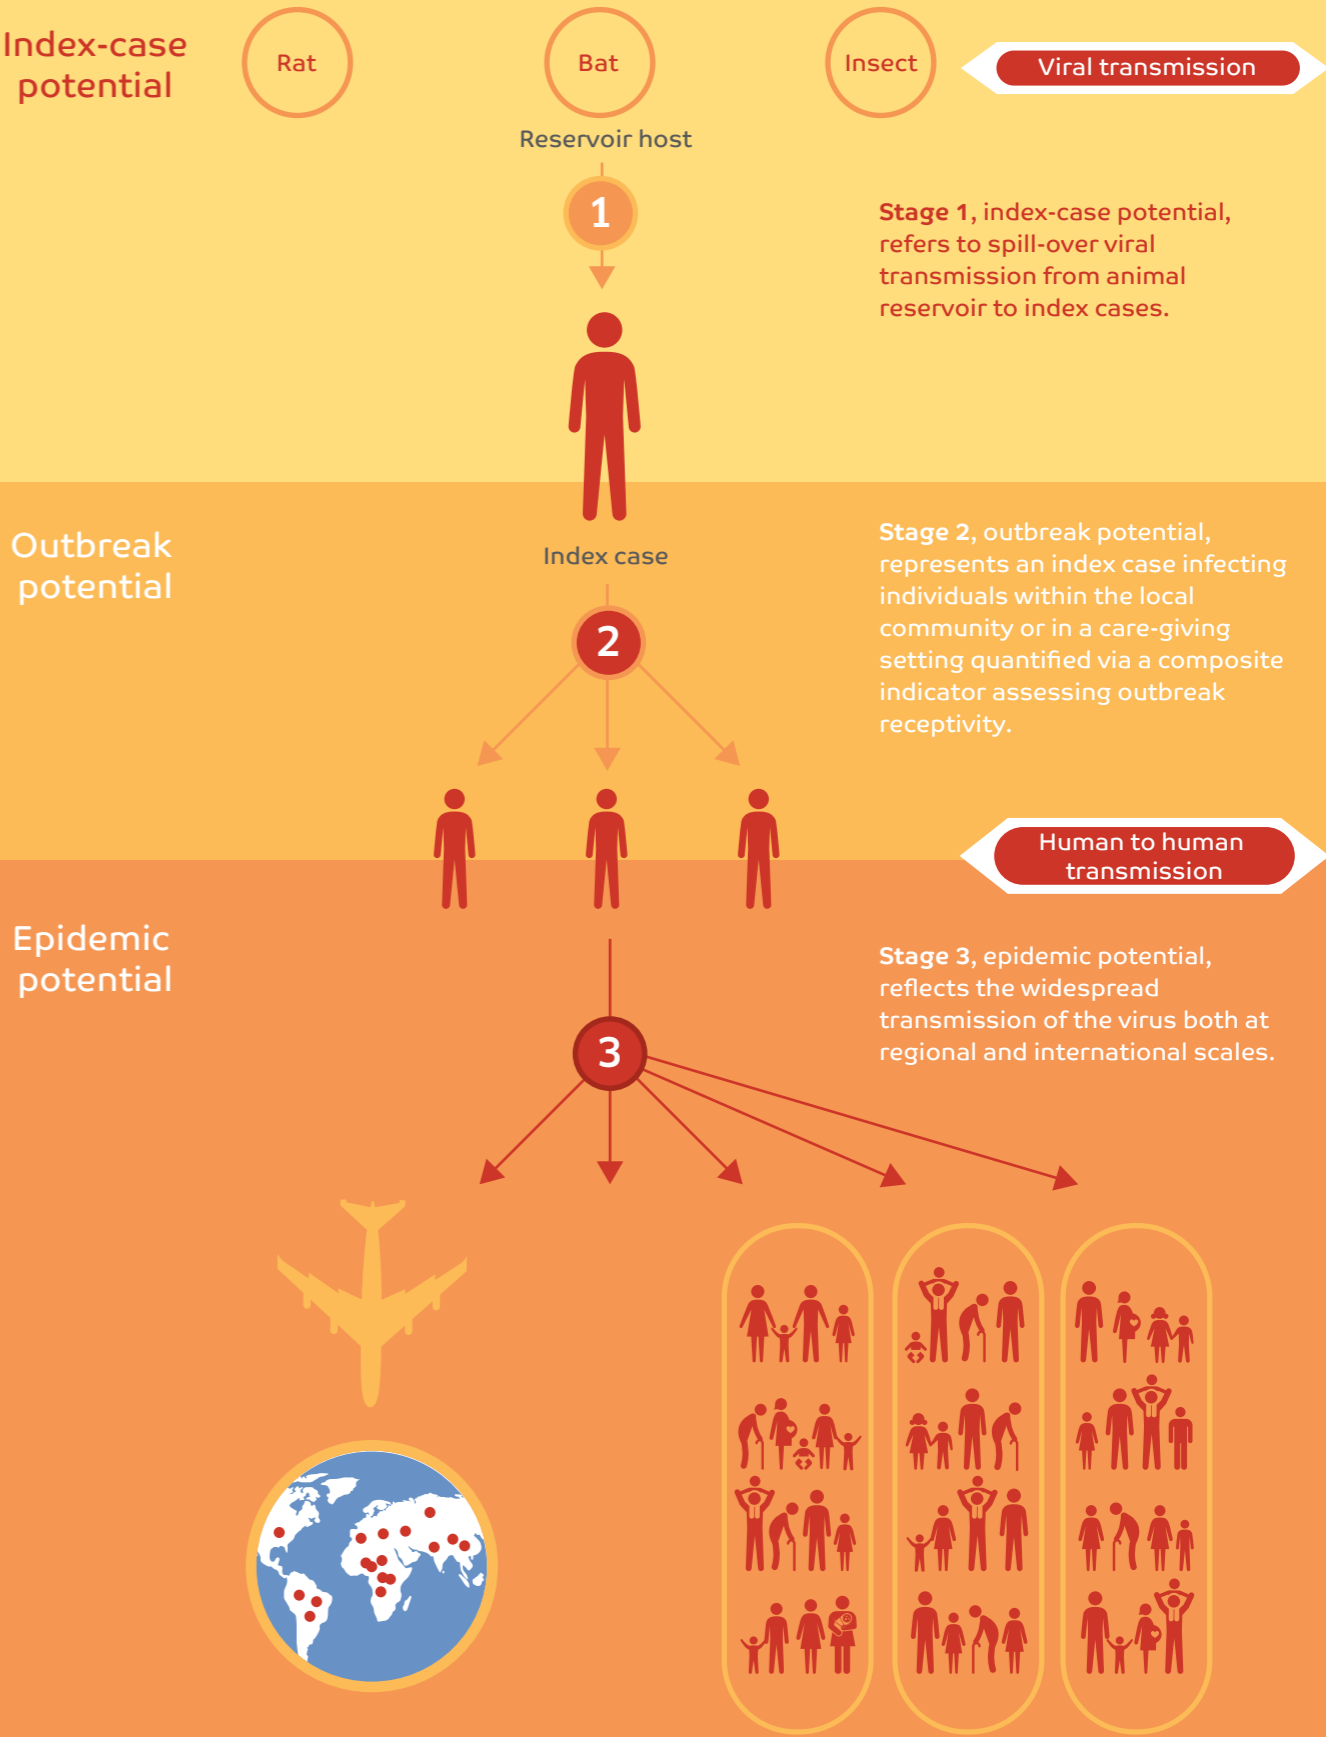 Index-case
potential
Rat
Bat
Insect
Viral transmission
Reservoir host
1
Stage 1, index-case potential,
refers to spill-over viral
transmission from animal
reservoir to index cases.
Outbreak
potential
Index case
2
Stage 2, outbreak potential,
represents an index case infecting
individuals within the local
community or in a care-giving
setting quantified via a composite
indicator assessing outbreak
receptivity.
Human to human
transmission
Epidemic
potential
3
Stage 3, epidemic potential,
reflects the widespread
transmission of the virus both at
regional and international scales.